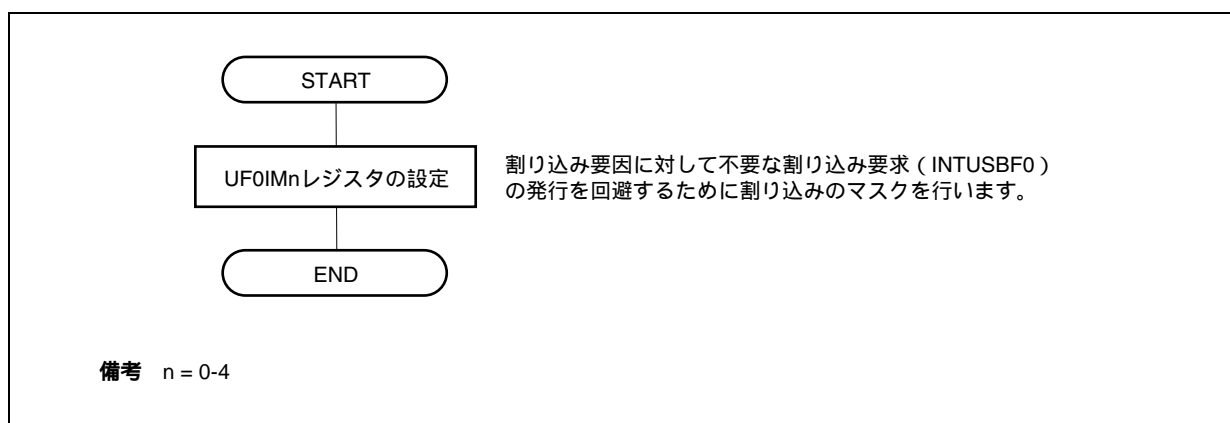 START
UF0IMnレジスタの設定
割り込み要因に対して不要な割り込み要求（INTUSBF0）
の発行を回避するために割り込みのマスクを行います。
END
備考 n = 0-4